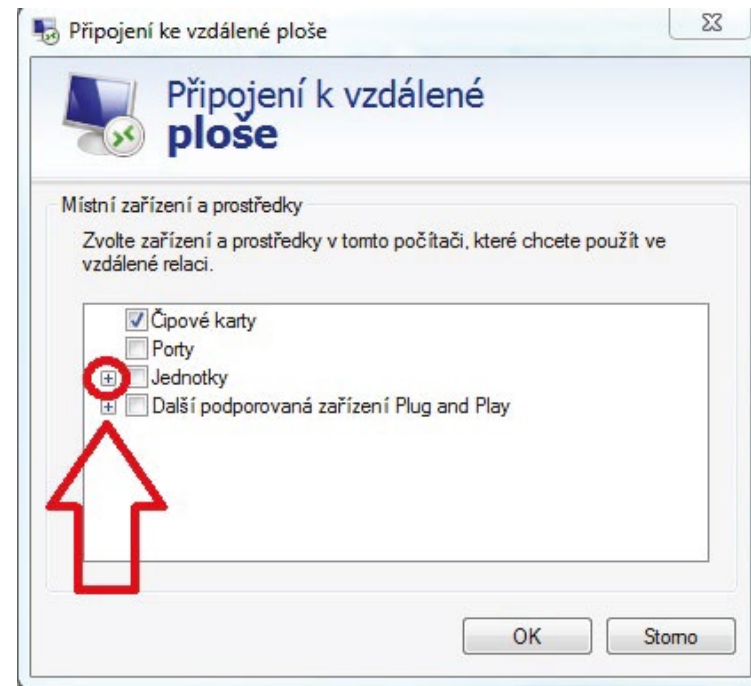 Připojení ke vzdálené ploše
Připojení k vzdálené
ploše
Místní zařízení a prostředky
Zvolte zařízení a prostředky v tomto počítači, které chcete použít ve
vzdálené relaci.
Čipové karty
Porty
Jednotky
Další podporovaná zařízení Plug and Play
OK
Storno